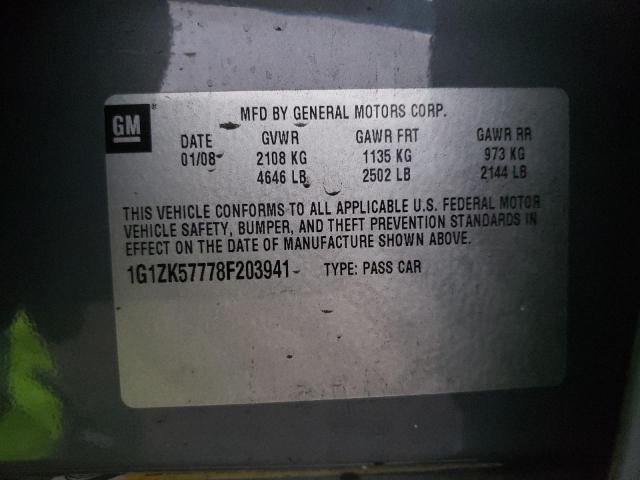 GM® MFD BY GENERAL MOTORS CORP.
DATE GVWR GAWR FRT GAWR RR
01/08 2108 KG 1135 KG 973 KG
4646 LB 2502 LB 2144 LB
THIS VEHICLE CONFORMS TO ALL APPLICABLE U.S. FEDERAL MOTOR
VEHICLE SAFETY, BUMPER, AND THEFT PREVENTION STANDARDS IN
EFFECT ON THE DATE OF MANUFACTURE SHOWN ABOVE.
1G1ZK57778F203941 TYPE: PASS CAR